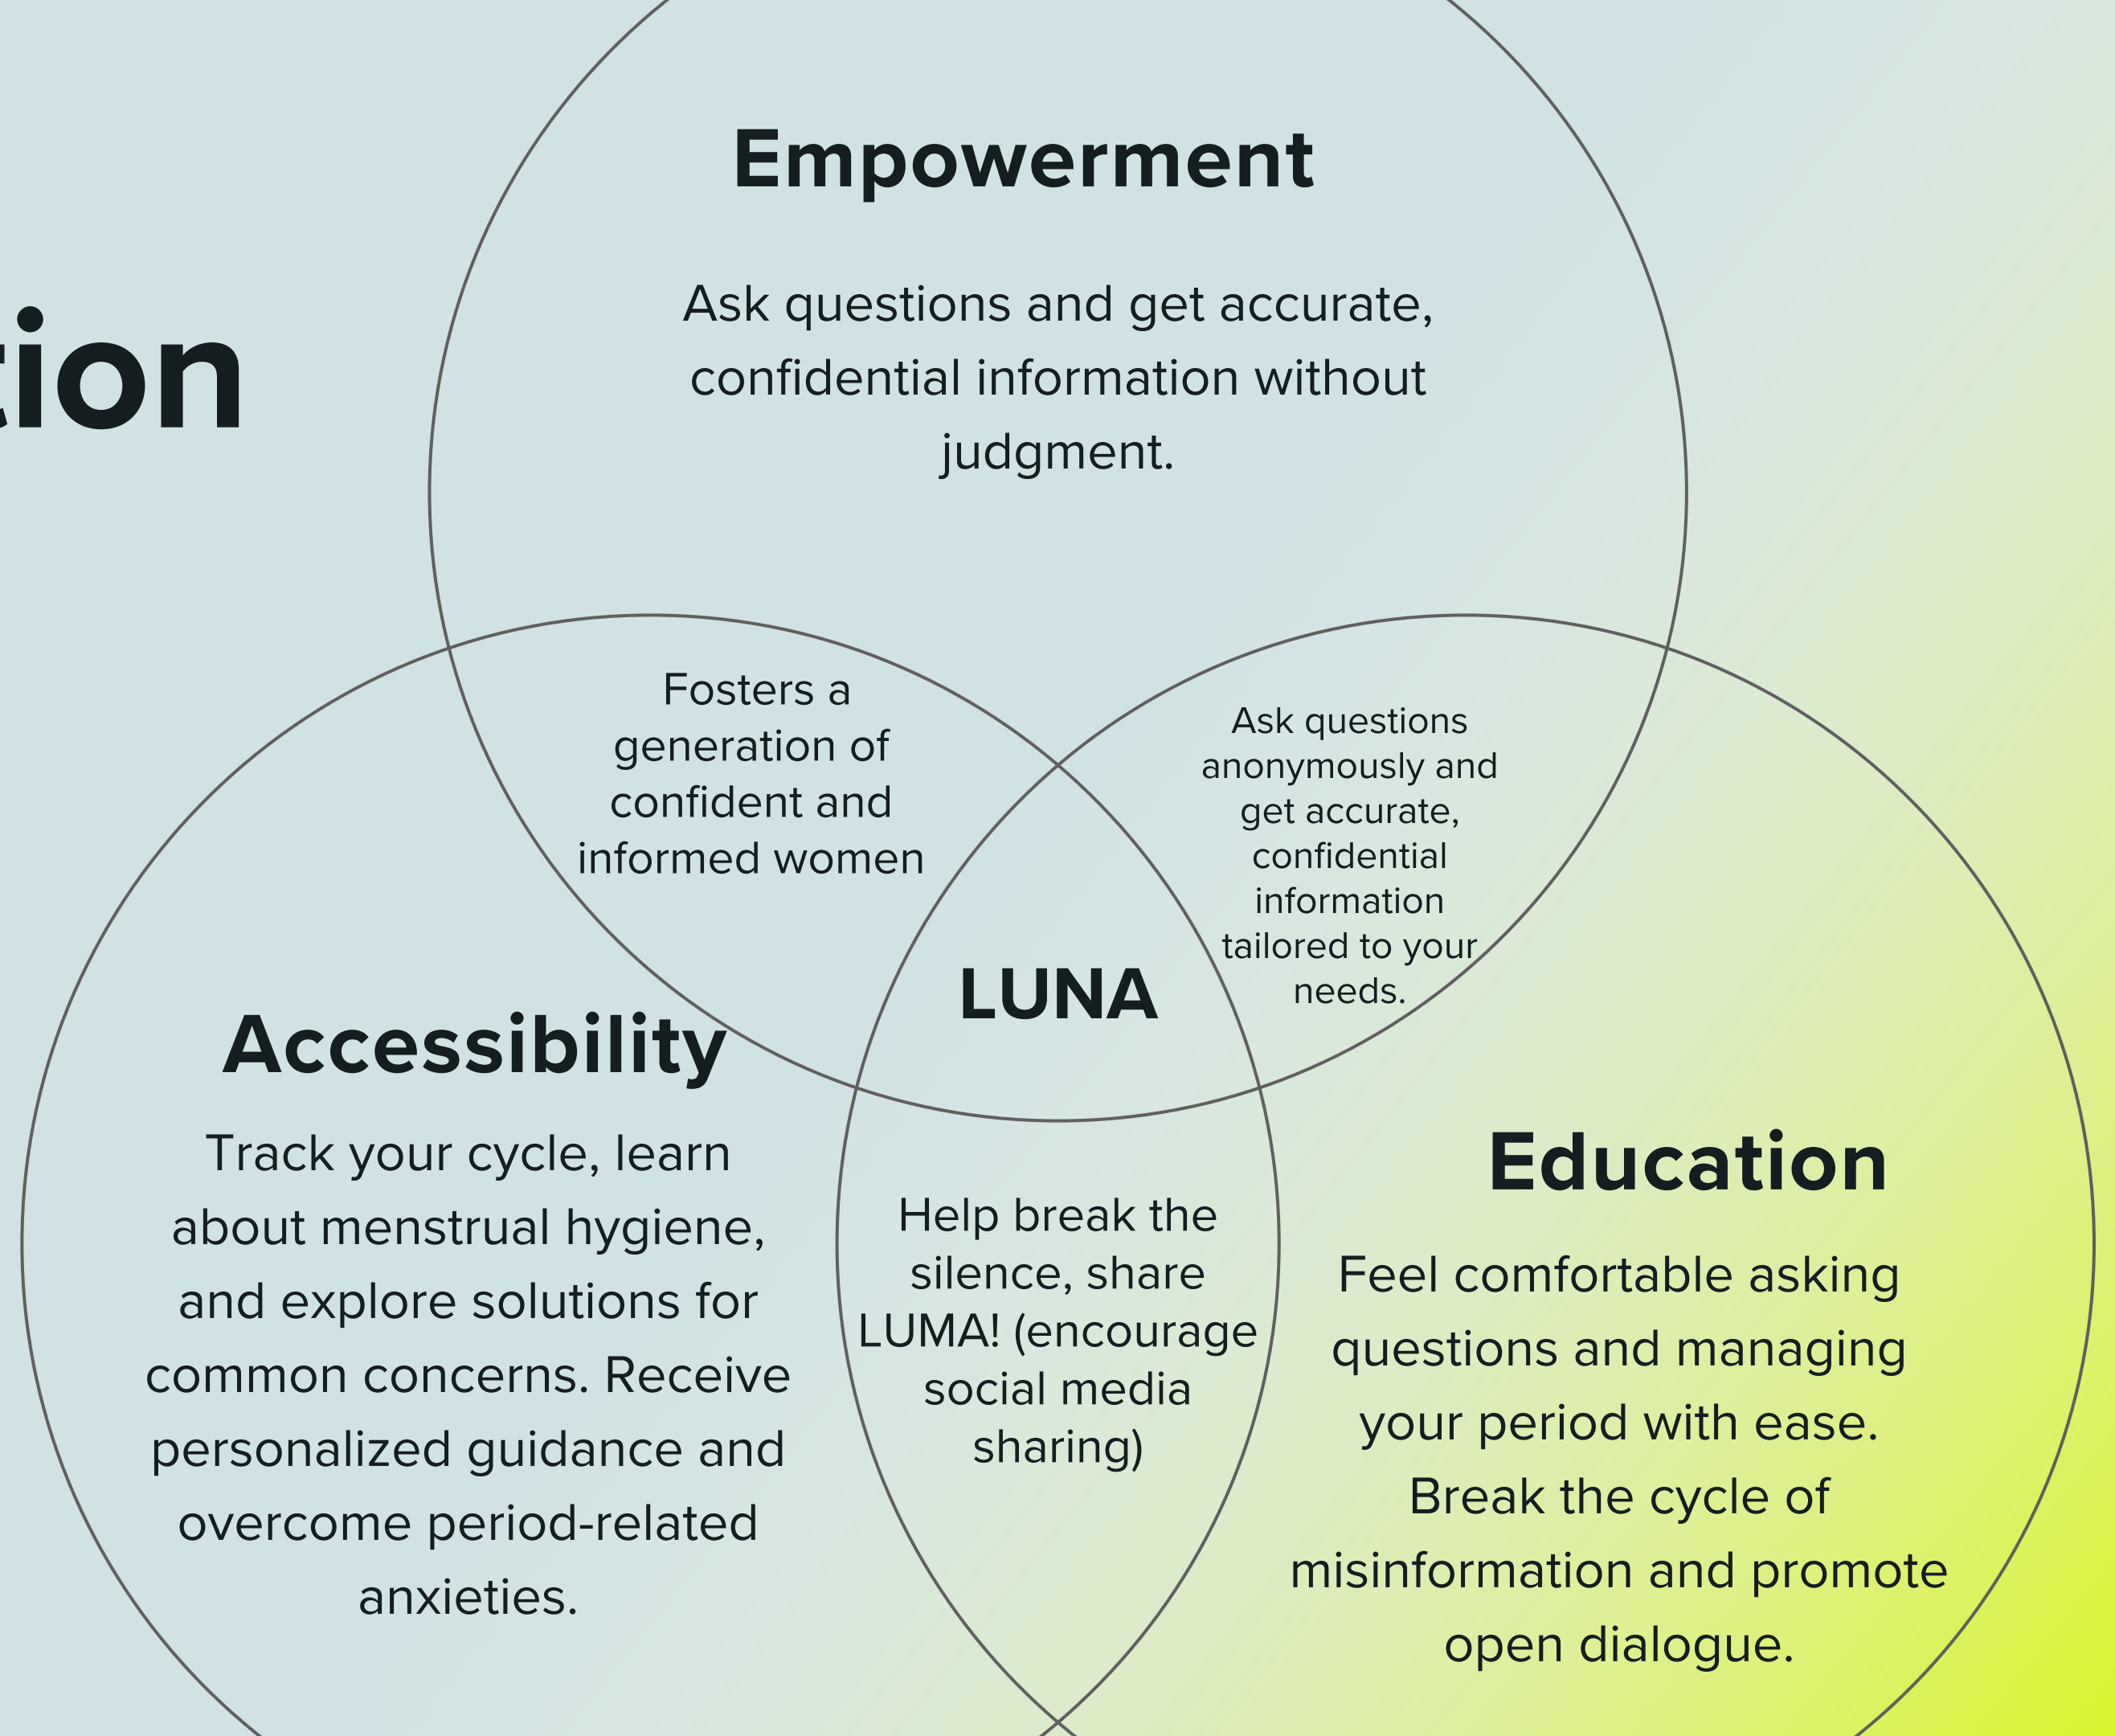 Empowerment
Ask questions and get accurate,
confidential information without
judgment.
tion
Fosters a
generation of
confident and
informed women
Ask questions
anonymously and
get accurate,
confidential
information
tailored to your
needs.
LUNA
Accessibility
Track your cycle, learn
about menstrual hygiene,
and explore solutions for
common concerns. Receive
personalized guidance and
overcome period-related
anxieties.
Help break the
silence, share
LUMA! (encourage
social media
sharing)
Education
Feel comfortable asking
questions and managing
your period with ease.
Break the cycle of
misinformation and promote
open dialogue.